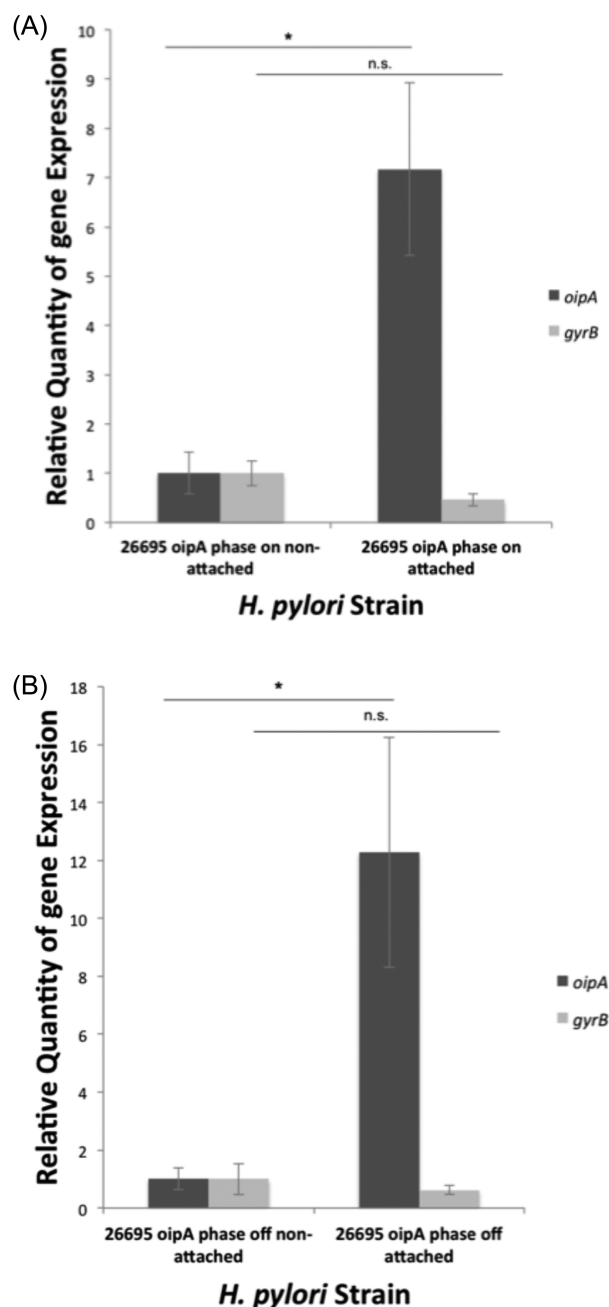 (A)
Relative Quantity of gene Expression
10
9
8
7
6
5
4
3
2
1
0
*
n.s.
oipA
gyrB
26695 oipA phase on non-
attached
26695 oipA phase on
attached
H. pylori Strain
(B)
Relative Quantity of gene Expression
18
16
14
12
10
8
6
4
2
0
*
n.s.
oipA
gyrB
26695 oipA phase off non-
attached
26695 oipA phase off
attached
H. pylori Strain